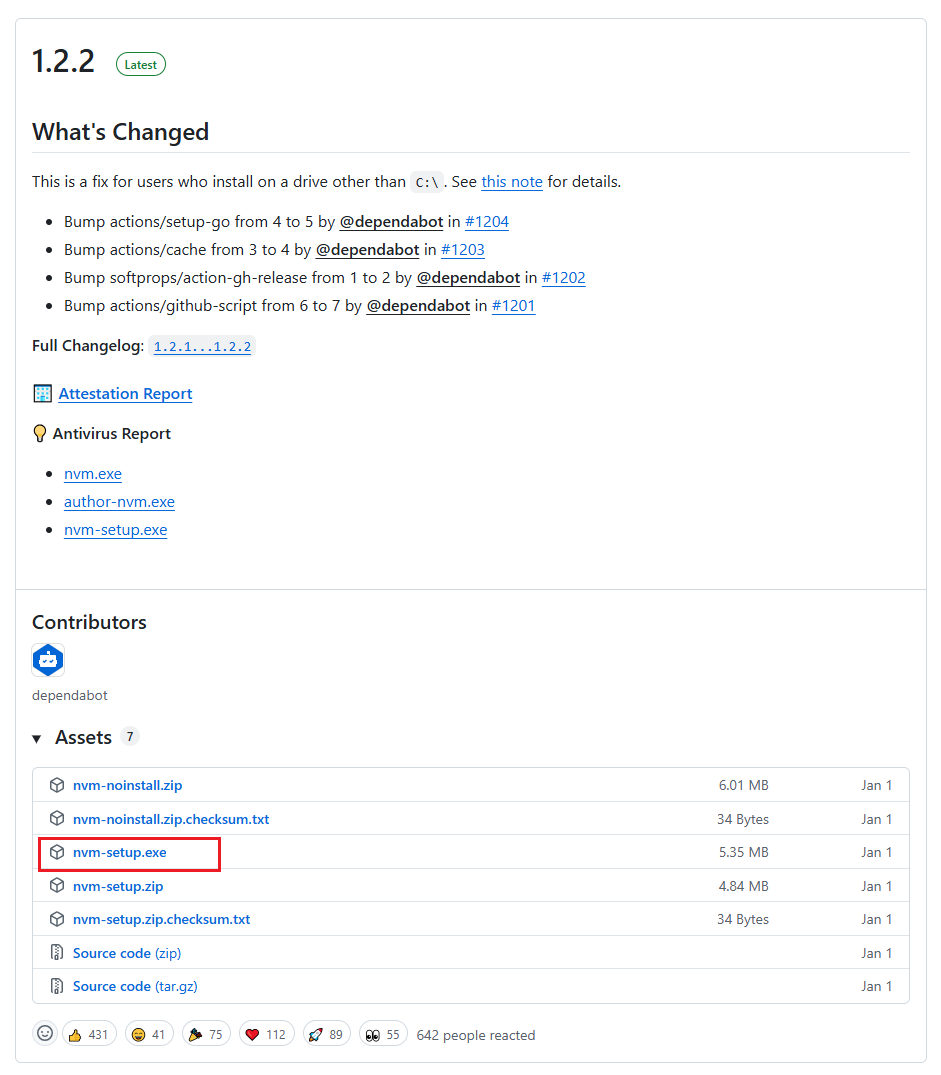 1.2.2 Latest
What's Changed
This is a fix for users who install on a drive other than C:\. See this note for details.
Bump actions/setup-go from 4 to 5 by @dependabot in #1204
Bump actions/cache from 3 to 4 by @dependabot in #1203
Bump softprops/action-gh-release from 1 to 2 by @dependabot in #1202
Bump actions/github-script from 6 to 7 by @dependabot in #1201
Full Changelog: 1.2.1...1.2.2
Attestation Report
Antivirus Report
nvm.exe
author-nvm.exe
nvm-setup.exe
Contributors
dependabot
Assets 7
nvm-noinstall.zip 6.01 MB Jan 1
nvm-noinstall.zip.checksum.txt 34 Bytes Jan 1
nvm-setup.exe 5.35 MB Jan 1
nvm-setup.zip 4.84 MB Jan 1
nvm-setup.zip.checksum.txt 34 Bytes Jan 1
Source code (zip) Jan 1
Source code (tar.gz) Jan 1
431 41 75 112 89 55 642 people reacted